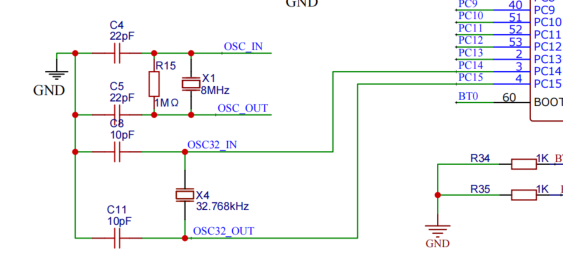 GND
C4
22pF
OSC_IN
R15
1MΩ
X1
8MHz
GND
C5
22pF
OSC_OUT
C8
10pF
OSC32_IN
X4
32.768kHz
C11
10pF
OSC32_OUT
PC9 40 PC9
PC10 51 PC10
PC11 52 PC11
PC12 53 PC12
PC13 2 PC13
PC14 3 PC14
PC15 4 PC15
BT0 60 BOOT
R34 1K
R35 1K
GND